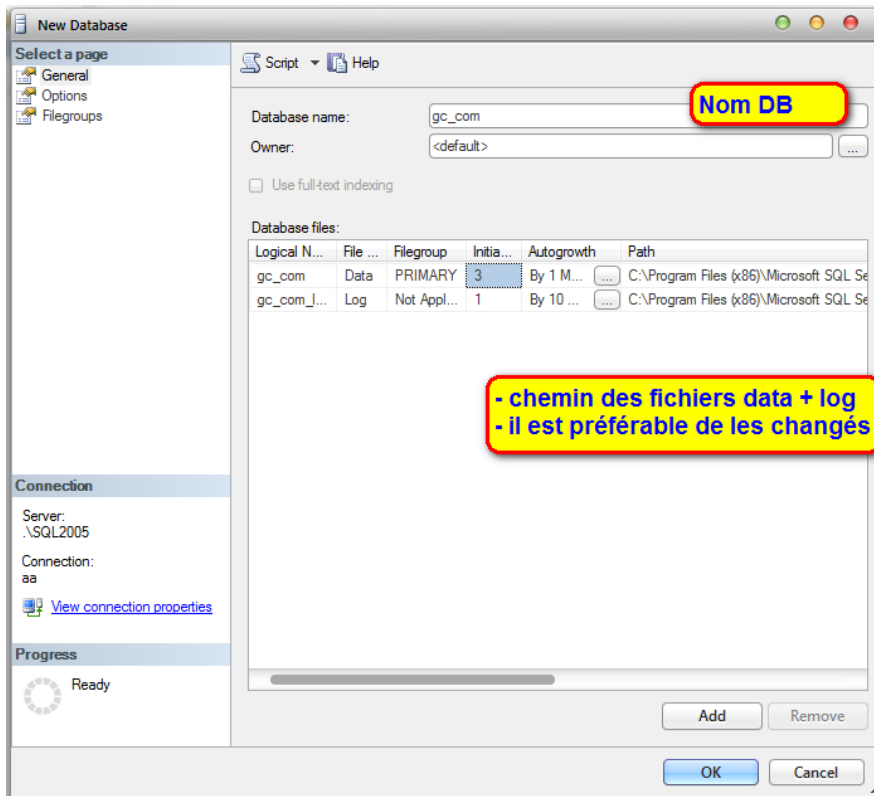 New Database
Select a page
General
Options
Filegroups
Script Help
Database name: gc_com
Nom DB
Owner: <default> ...
Use full-text indexing
Database files:
Logical N... File ... Filegroup Initia... Autogrowth Path
gc_com Data PRIMARY 3 By 1 M... ... C:\Program Files (x86)\Microsoft SQL Se
gc_com_l... Log Not Appl... 1 By 10 ... ... C:\Program Files (x86)\Microsoft SQL Se
- chemin des fichiers data + log
- il est préférable de les changés
Connection
Server:
.\SQL2005
Connection:
aa
View connection properties
Progress
Ready
Add Remove
OK Cancel